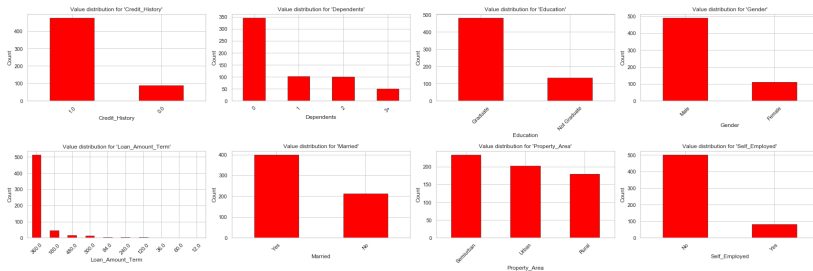 Value distribution for 'Credit_History'
Count
500
400
300
200
100
0
1.0
0.0
Credit_History
Value distribution for 'Dependents'
Count
350
300
250
200
150
100
50
0
0
1
2
3+
Dependents
Value distribution for 'Education'
Count
500
400
300
200
100
0
Graduate
Not Graduate
Education
Value distribution for 'Gender'
Count
500
400
300
200
100
0
Male
Female
Gender
Value distribution for 'Loan_Amount_Term'
Count
500
400
300
200
100
0
360.0
180.0
480.0
300.0
84.0
240.0
120.0
36.0
60.0
12.0
Loan_Amount_Term
Value distribution for 'Married'
Count
400
300
200
100
0
Yes
No
Married
Value distribution for 'Property_Area'
Count
200
150
100
50
0
Semiurban
Urban
Rural
Property_Area
Value distribution for 'Self_Employed'
Count
500
400
300
200
100
0
No
Yes
Self_Employed